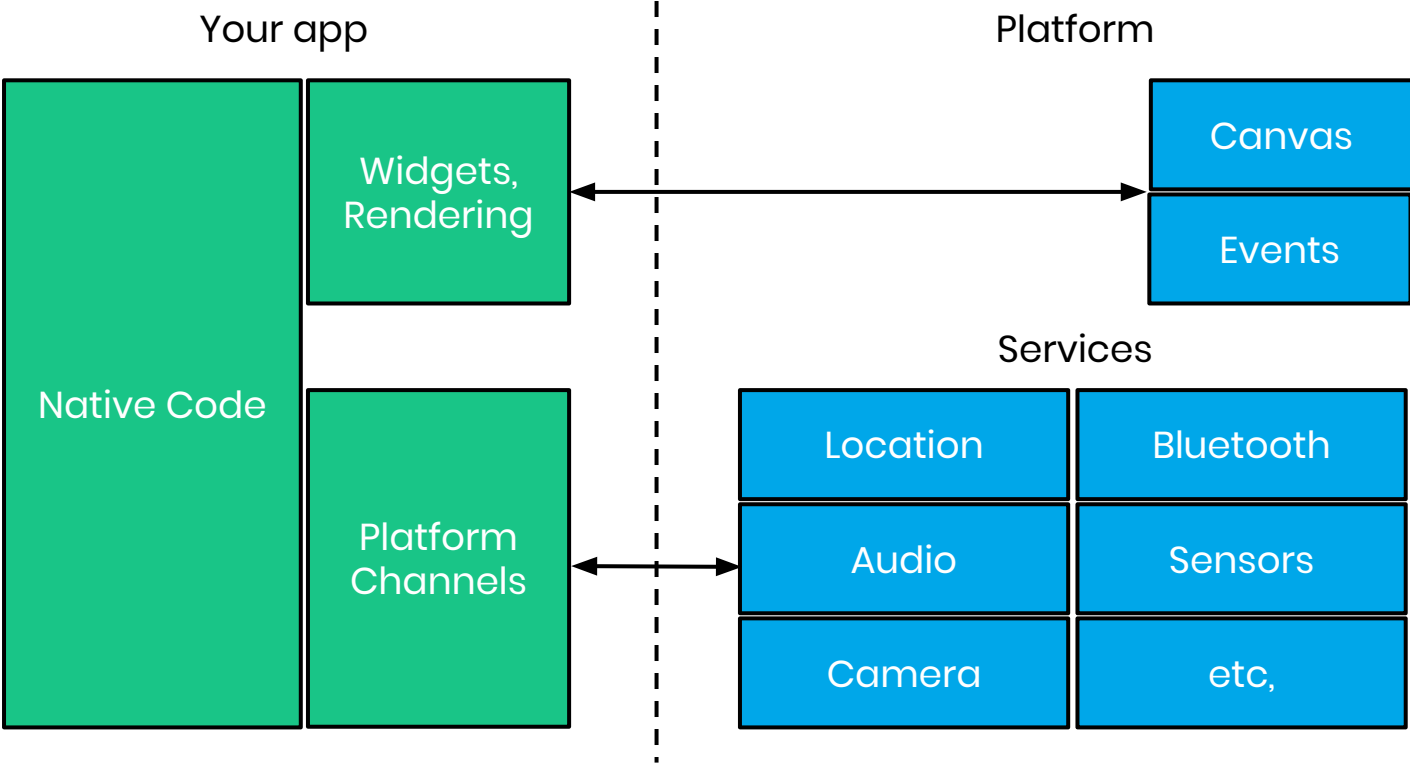 Your app
Platform
Native Code
Widgets,
Rendering
Canvas
Events
Services
Platform
Channels
Location
Bluetooth
Audio
Sensors
Camera
etc,